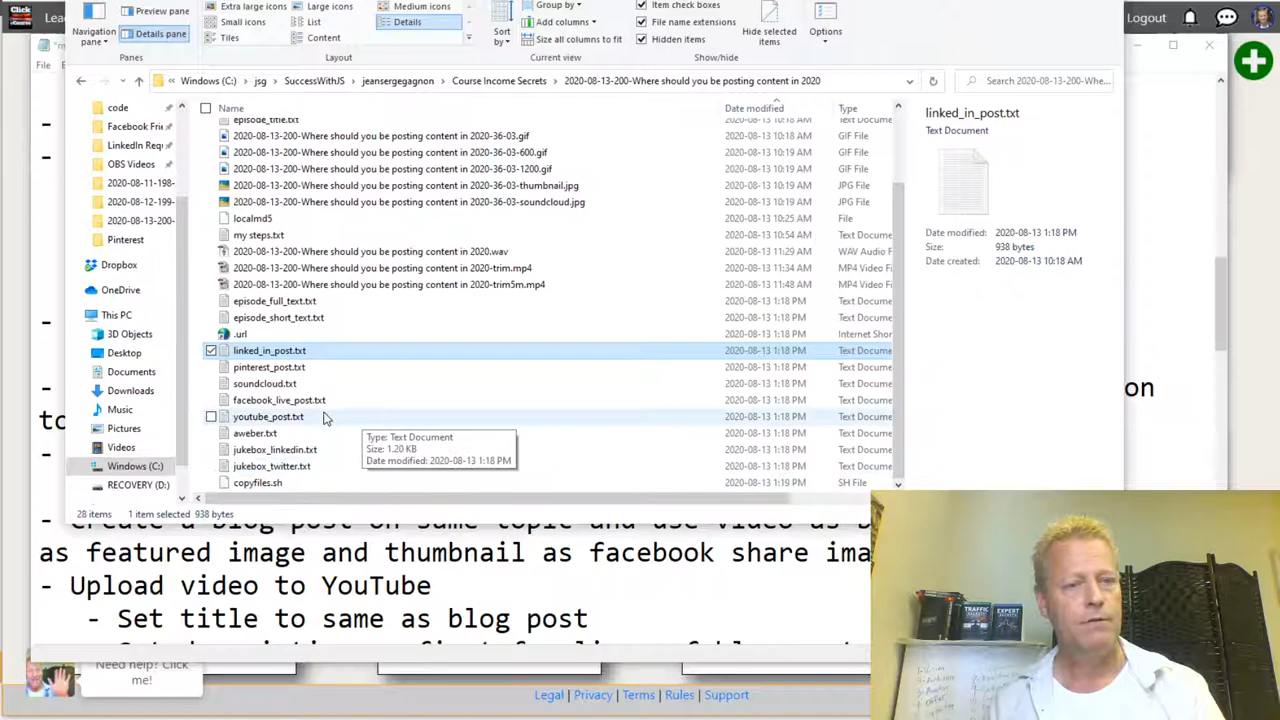 Click
Lea
Logout
Navigation pane
Preview pane
Details pane
Panes
Extra large icons
Large icons
Medium icons
Small icons
List
Details
Tiles
Content
Layout
Sort by
Group by
Add columns
Size all columns to fit
Current view
Item check boxes
File name extensions
Hidden items
Hide selected items
Options
Show/hide
File
« Windows (C:) > jsg > SuccessWithJS > jeansergegagnon > Course Income Secrets > 2020-08-13-200-Where should you be posting content in 2020
Search 2020-08-13-200-Whe...
code
Facebook Frie
LinkedIn Requ
OBS Videos
2020-08-11-198-
2020-08-12-199-
2020-08-13-200-
Pinterest
Dropbox
OneDrive
This PC
3D Objects
Desktop
Documents
Downloads
Music
Pictures
Videos
Windows (C:)
RECOVERY (D:)
Name Date modified Type
episode_title.txt 2020-08-13 10:18 AM Text Docume
2020-08-13-200-Where should you be posting content in 2020-36-03.gif 2020-08-13 10:18 AM GIF File
2020-08-13-200-Where should you be posting content in 2020-36-03-600.gif 2020-08-13 10:19 AM GIF File
2020-08-13-200-Where should you be posting content in 2020-36-03-1200.gif 2020-08-13 10:19 AM GIF File
2020-08-13-200-Where should you be posting content in 2020-36-03-thumbnail.jpg 2020-08-13 10:19 AM JPG File
2020-08-13-200-Where should you be posting content in 2020-36-03-soundcloud.jpg 2020-08-13 10:19 AM JPG File
localmd5 2020-08-13 10:25 AM File
my steps.txt 2020-08-13 10:54 AM Text Docume
2020-08-13-200-Where should you be posting content in 2020.wav 2020-08-13 11:29 AM WAV Audio F
2020-08-13-200-Where should you be posting content in 2020-trim.mp4 2020-08-13 11:34 AM MP4 Video Fi
2020-08-13-200-Where should you be posting content in 2020-trim5m.mp4 2020-08-13 11:48 AM MP4 Video Fi
episode_full_text.txt 2020-08-13 1:18 PM Text Docume
episode_short_text.txt 2020-08-13 1:18 PM Text Docume
.url 2020-08-13 1:18 PM Internet Shor
linked_in_post.txt 2020-08-13 1:18 PM Text Docume
pinterest_post.txt 2020-08-13 1:18 PM Text Docume
soundcloud.txt 2020-08-13 1:18 PM Text Docume
facebook_live_post.txt 2020-08-13 1:18 PM Text Docume
youtube_post.txt 2020-08-13 1:18 PM Text Docume
aweber.txt 2020-08-13 1:18 PM Text Docume
jukebox_linkedin.txt 2020-08-13 1:18 PM Text Docume
jukebox_twitter.txt 2020-08-13 1:18 PM Text Docume
copyfiles.sh 2020-08-13 1:19 PM SH File
Type: Text Document
Size: 1.20 KB
Date modified: 2020-08-13 1:18 PM
linked_in_post.txt
Text Document
Date modified: 2020-08-13 1:18 PM
Size: 938 bytes
Date created: 2020-08-13 10:18 AM
28 items 1 item selected 938 bytes
on
to
- Create a blog post on same topic and use video as b
as featured image and thumbnail as facebook share ima
- Upload video to YouTube
- Set title to same as blog post
Need help? Click me!
Legal | Privacy | Terms | Rules | Support
TRAFFIC SECRETS
EXPERT SECRETS